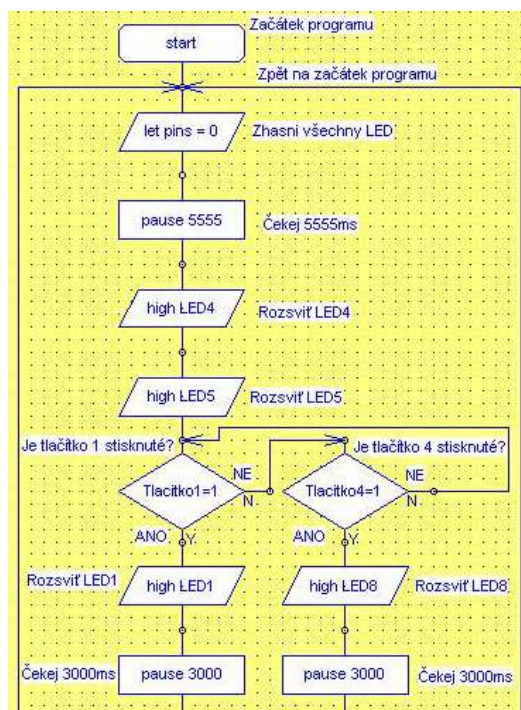 Začátek programu
start
Zpět na začátek programu
let pins = 0
Zhasni všechny LED
pause 5555
Čekej 5555ms
high LED4
Rozsviť LED4
high LED5
Rozsviť LED5
Je tlačítko 1 stisknuté?
Je tlačítko 4 stisknuté?
Tlacitko1=1
NE
N
Tlacitko4=1
NE
N
ANO
Y
ANO
Y
Rozsviť LED1
high LED1
high LED8
Rozsviť LED8
Čekej 3000ms
pause 3000
pause 3000
Čekej 3000ms